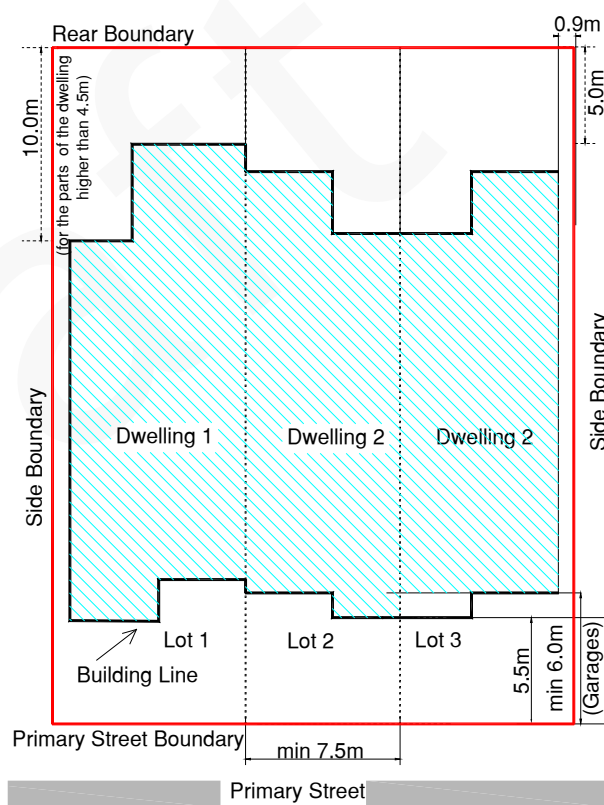 Rear Boundary
0.9m
10.0m
(for the parts of the dwelling
higher than 4.5m)
5.0m
Side Boundary
Side Boundary
Dwelling 1
Dwelling 2
Dwelling 2
Lot 1
Lot 2
Lot 3
Building Line
5.5m
min 6.0m
(Garages)
Primary Street Boundary
min 7.5m
Primary Street